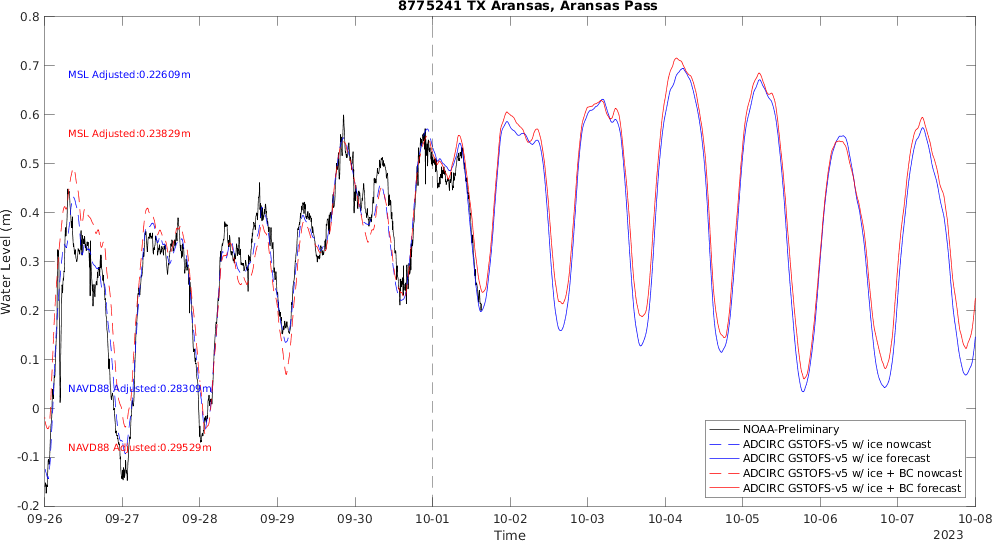 8775241 TX Aransas, Aransas Pass
0.8
0.7
0.6
0.5
0.4
0.3
0.2
0.1
0
-0.1
-0.2
Water Level (m)
MSL Adjusted:0.22609m
MSL Adjusted:0.23829m
NAVD88 Adjusted:0.28309m
NAVD88 Adjusted:0.29529m
NOAA-Preliminary
ADCIRC GSTOFS-v5 w/ ice nowcast
ADCIRC GSTOFS-v5 w/ ice forecast
ADCIRC GSTOFS-v5 w/ ice + BC nowcast
ADCIRC GSTOFS-v5 w/ ice + BC forecast
09-26 09-27 09-28 09-29 09-30 10-01 10-02 10-03 10-04 10-05 10-06 10-07 10-08
Time
2023